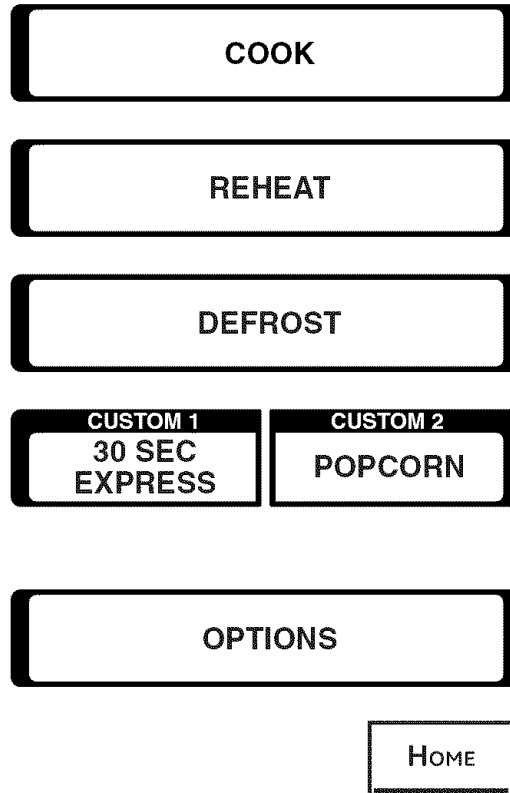 COOK
REHEAT
DEFROST
CUSTOM 1
30 SEC
EXPRESS
CUSTOM 2
POPCORN
OPTIONS
HOME